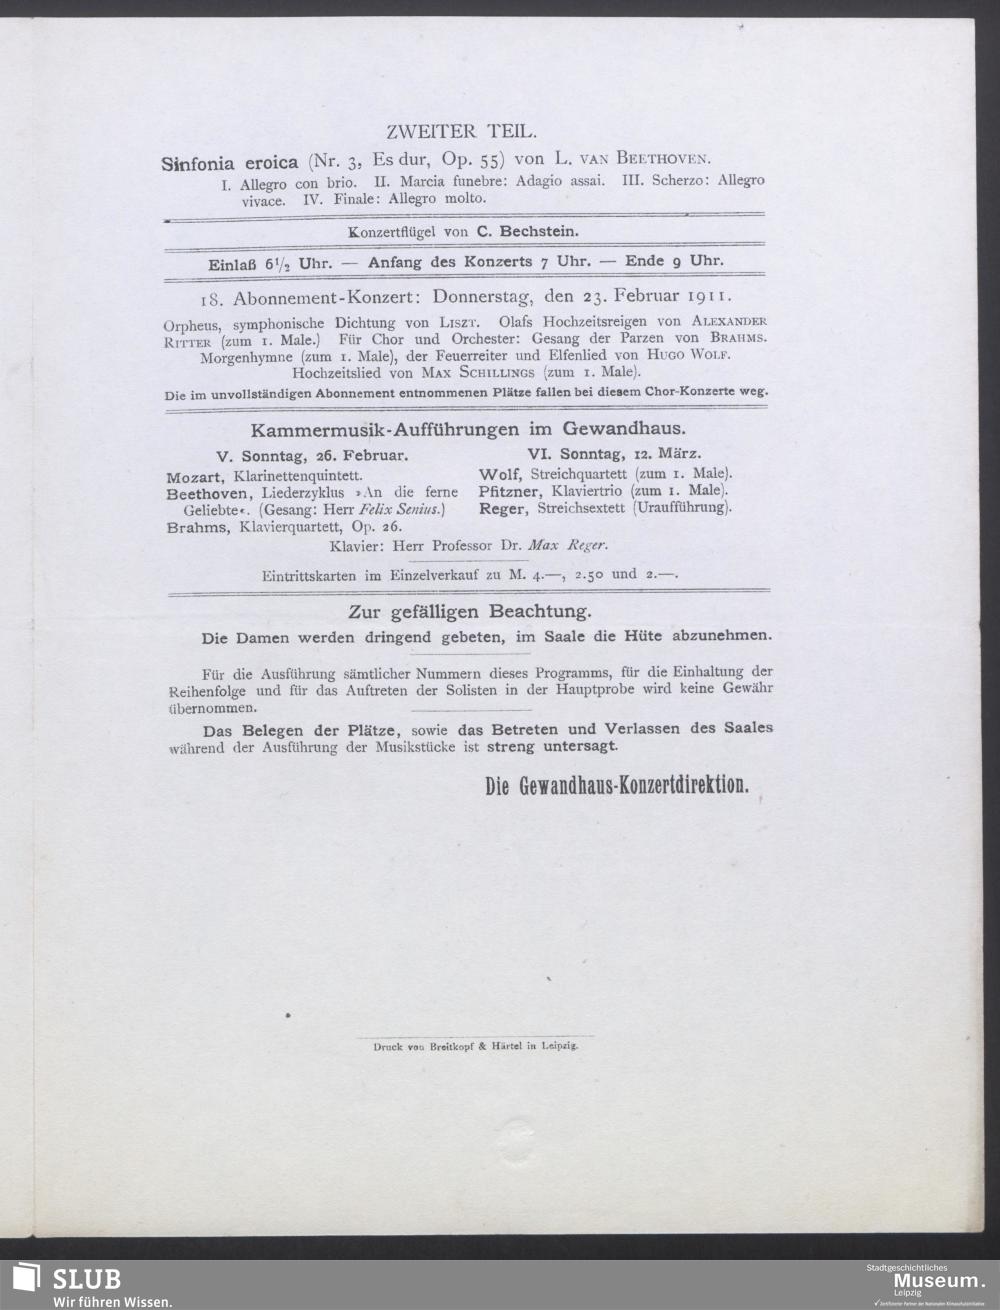 ZWEITER TEIL.
Sinfonia eroica (Nr. 3, Es dur, Op. 55) von L. VAN BEETHOVEN.
I. Allegro con brio. II. Marcia funebre: Adagio assai. III. Scherzo: Allegro
vivace. IV. Finale: Allegro molto.
Konzertflügel von C. Bechstein.
Einlaß 6½ Uhr. — Anfang des Konzerts 7 Uhr. — Ende 9 Uhr.
18. Abonnement-Konzert: Donnerstag, den 23. Februar 1911.
Orpheus, symphonische Dichtung von LISZT. Olafs Hochzeitsreigen von ALEXANDER
RITTER (zum 1. Male.) Für Chor und Orchester: Gesang der Parzen von BRAHMS.
Morgenhymne (zum 1. Male), der Feuerreiter und Elfenlied von HUGO WOLF.
Hochzeitslied von MAX SCHILLINGS (zum 1. Male).
Die im unvollständigen Abonnement entnommenen Plätze fallen bei diesem Chor-Konzerte weg.
Kammermusik-Aufführungen im Gewandhaus.
V. Sonntag, 26. Februar.
Mozart, Klarinettenquintett.
Beethoven, Liederzyklus »An die ferne
Geliebte«. (Gesang: Herr Felix Senius.)
Brahms, Klavierquartett, Op. 26.
VI. Sonntag, 12. März.
Wolf, Streichquartett (zum 1. Male).
Pfitzner, Klaviertrio (zum 1. Male).
Reger, Streichsextett (Uraufführung).
Klavier: Herr Professor Dr. Max Reger.
Eintrittskarten im Einzelverkauf zu M. 4.—, 2.50 und 2.—.
Zur gefälligen Beachtung.
Die Damen werden dringend gebeten, im Saale die Hüte abzunehmen.
Für die Ausführung sämtlicher Nummern dieses Programms, für die Einhaltung der
Reihenfolge und für das Auftreten der Solisten in der Hauptprobe wird keine Gewähr
übernommen.
Das Belegen der Plätze, sowie das Betreten und Verlassen des Saales
während der Ausführung der Musikstücke ist streng untersagt.
Die Gewandhaus-Konzertdirektion.
Druck von Breitkopf & Härtel in Leipzig.
SLUB
Wir führen Wissen.
Stadtgeschichtliches
Museum.
Leipzig
Zertifizierter Partner der Nationalen Klimaschutzinitiative